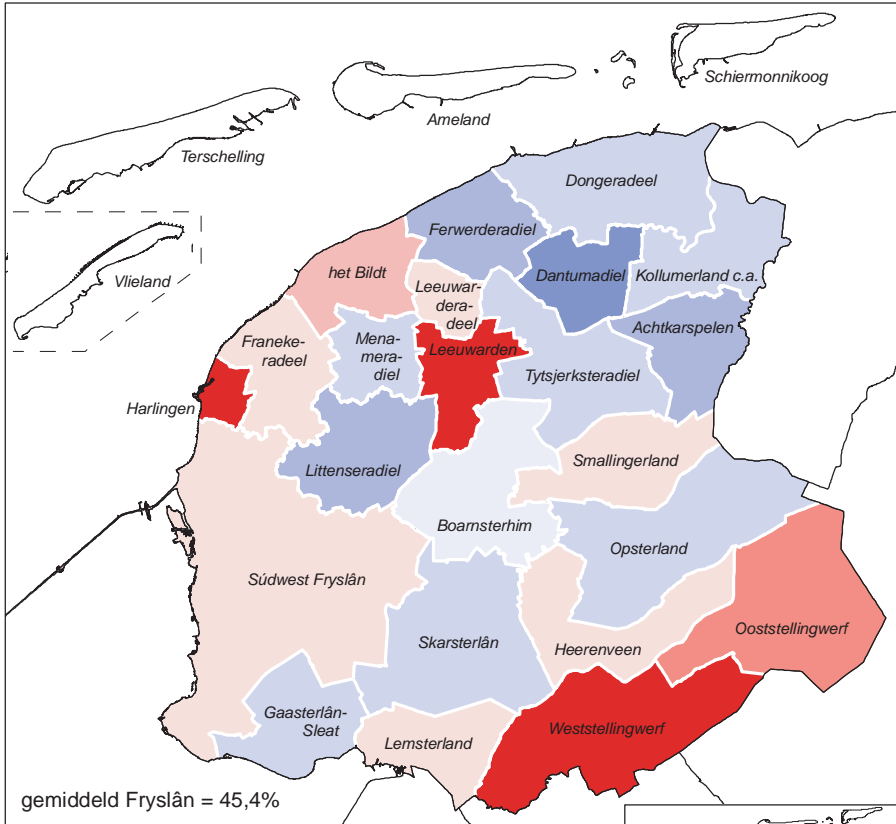 Schiermonnikoog
Ameland
Terschelling
Dongeradeel
Ferwerderadiel
het Bildt
Dantumadiel
Kollumerland c.a.
Vlieland
Leeuwar-
dera-
deel
Achtkarspelen
Franeke-
radeel
Mena-
mera-
diel
Leeuwarden
Tytsjerksteradiel
Harlingen
Littenseradiel
Smallingerland
Boarnsterhim
Opsterland
Súdwest Fryslân
Skarsterlân
Heerenveen
Ooststellingwerf
Gaasterlân-
Sleat
Lemsterland
Weststellingwerf
gemiddeld Fryslân = 45,4%